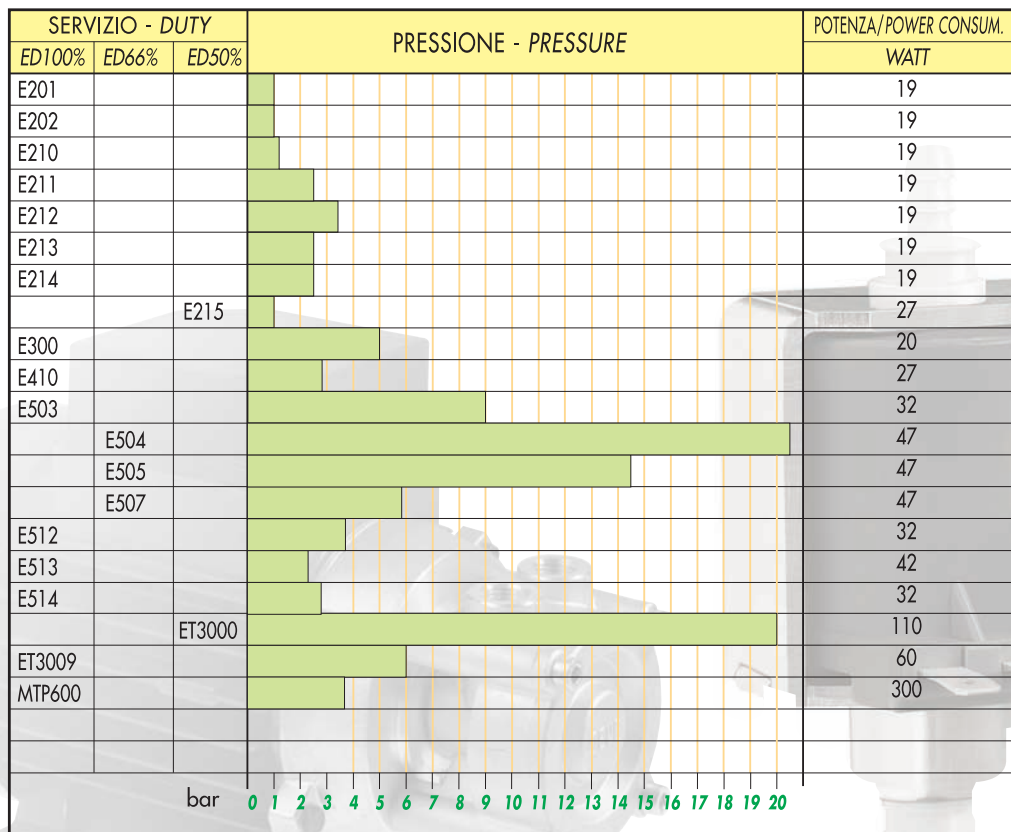 SERVIZIO - DUTY PRESSIONE - PRESSURE POTENZA/POWER CONSUM.
ED100% ED66% ED50% WATT
E201 19
E202 19
E210 19
E211 19
E212 19
E213 19
E214 19
E215 27
E300 20
E410 27
E503 32
E504 47
E505 47
E507 47
E512 32
E513 42
E514 32
ET3000 110
ET3009 60
MTP600 300
bar 0 1 2 3 4 5 6 7 8 9 10 11 12 13 14 15 16 17 18 19 20